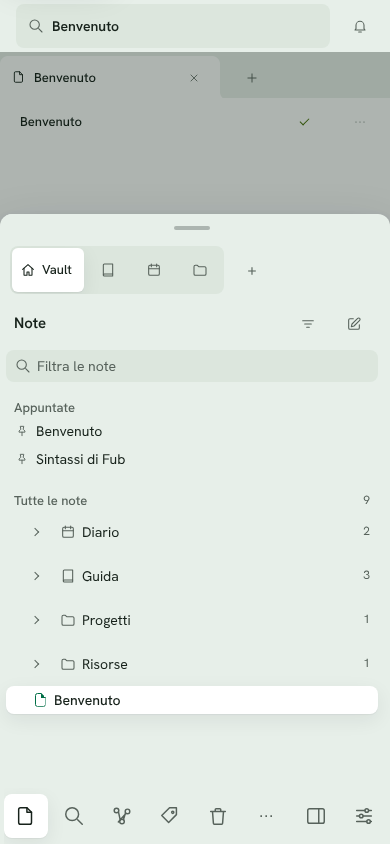 Benvenuto
Benvenuto
Benvenuto
Vault
Note
Filtra le note
Appuntate
Benvenuto
Sintassi di Fub
Tutte le note 9
Diario 2
Guida 3
Progetti 1
Risorse 1
Benvenuto